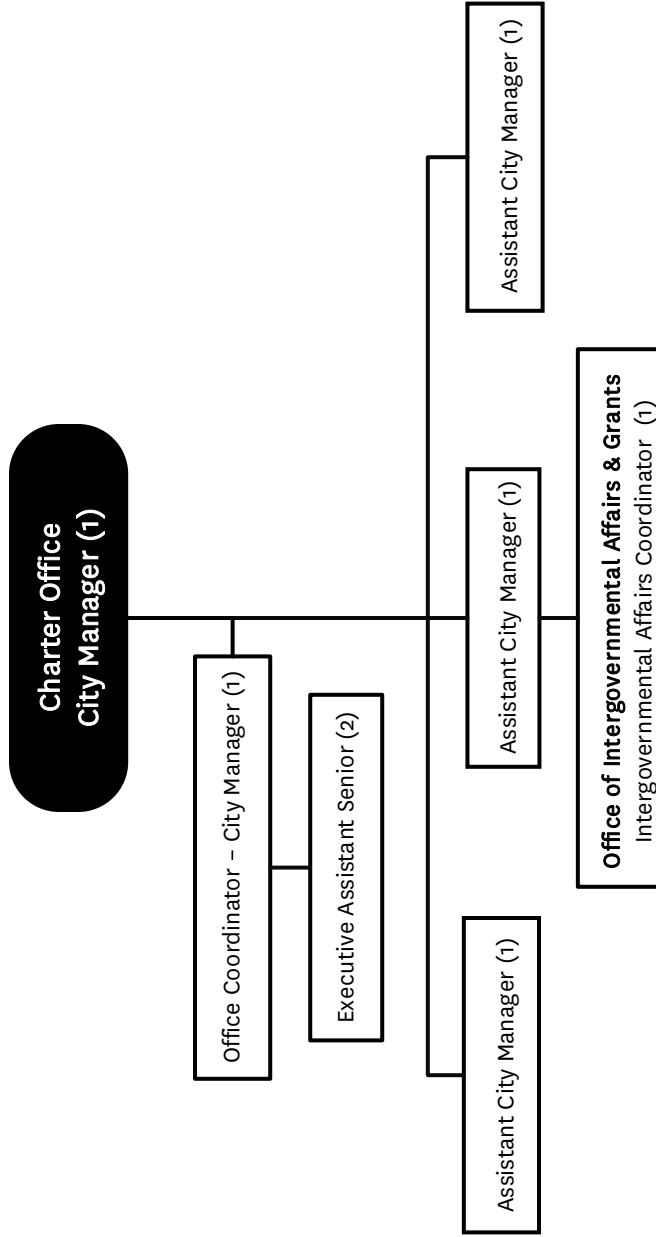 Charter Office
City Manager (1)
Office Coordinator – City Manager (1)
Executive Assistant Senior (2)
Assistant City Manager (1)
Assistant City Manager (1)
Assistant City Manager (1)
Office of Intergovernmental Affairs & Grants
Intergovernmental Affairs Coordinator (1)